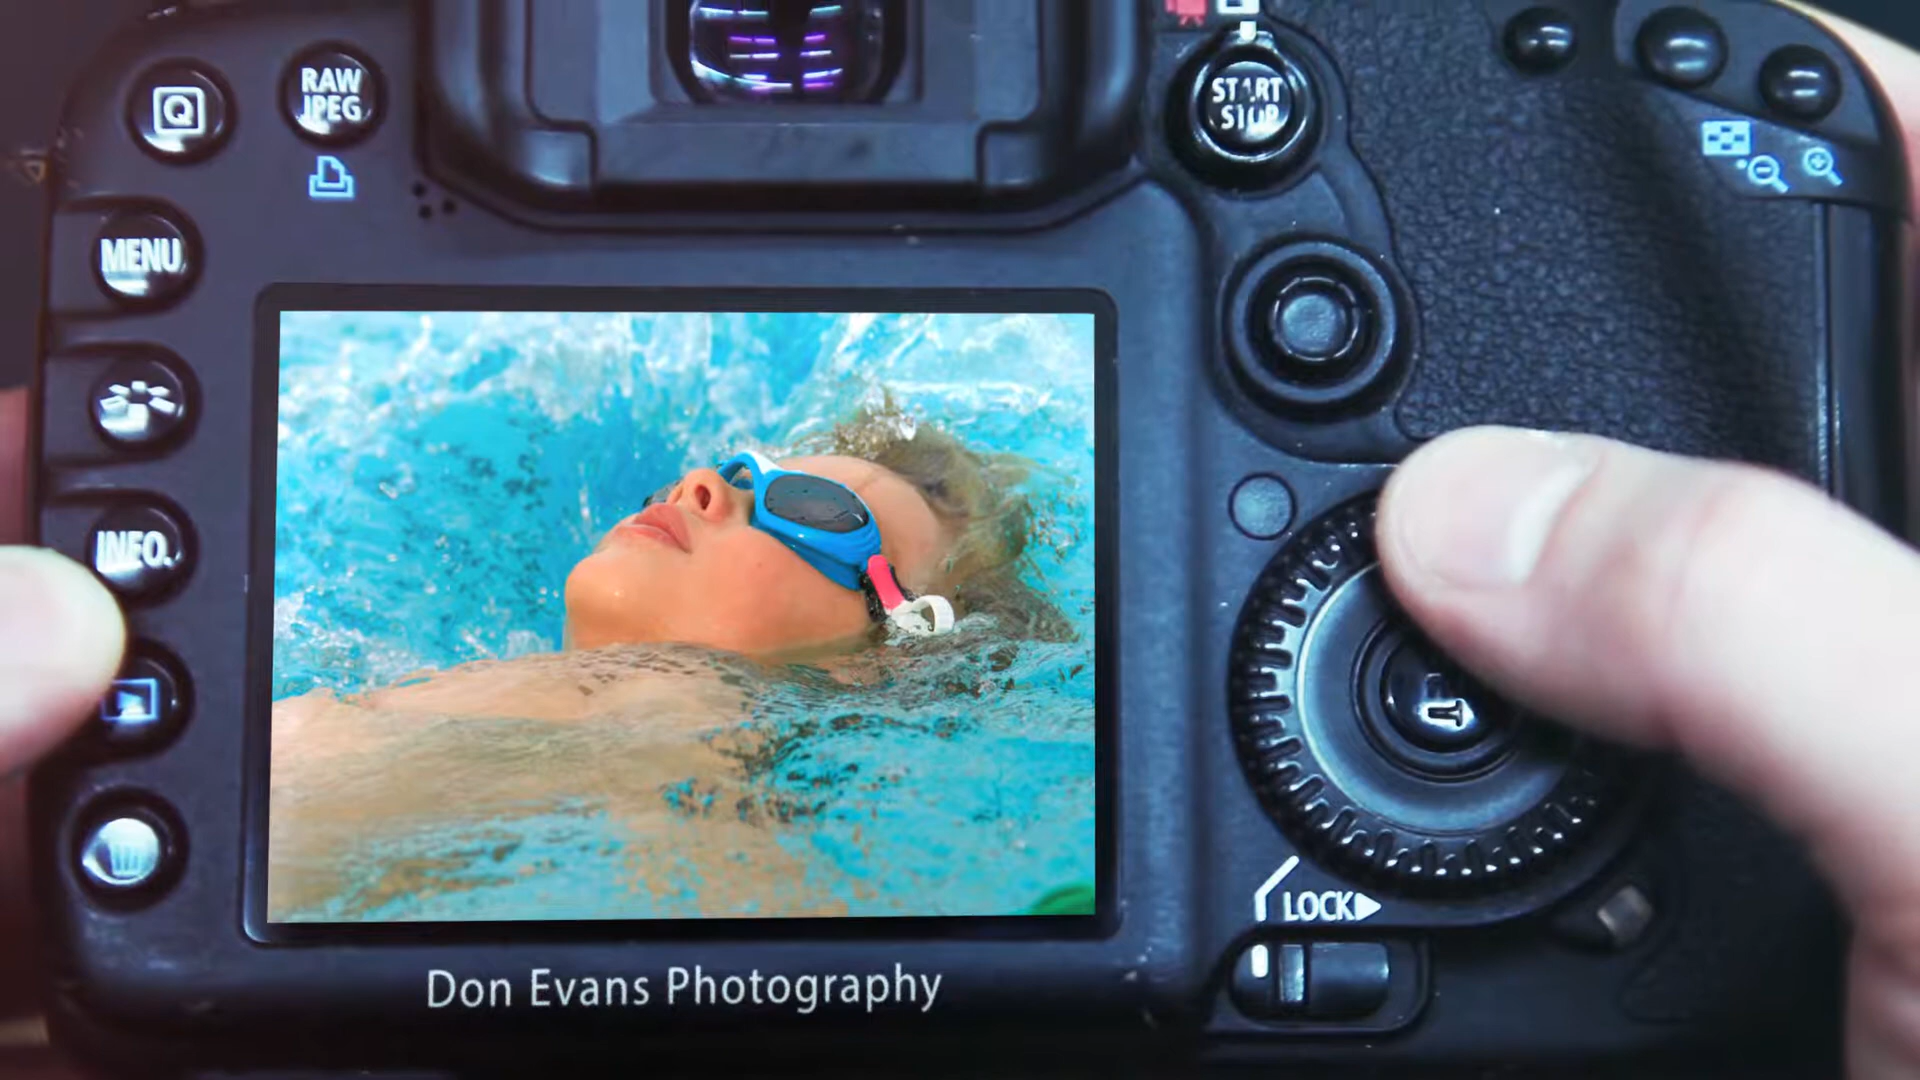 Q
RAW
JPEG
START
STOP
MENU
INFO.
LOCK
Don Evans Photography